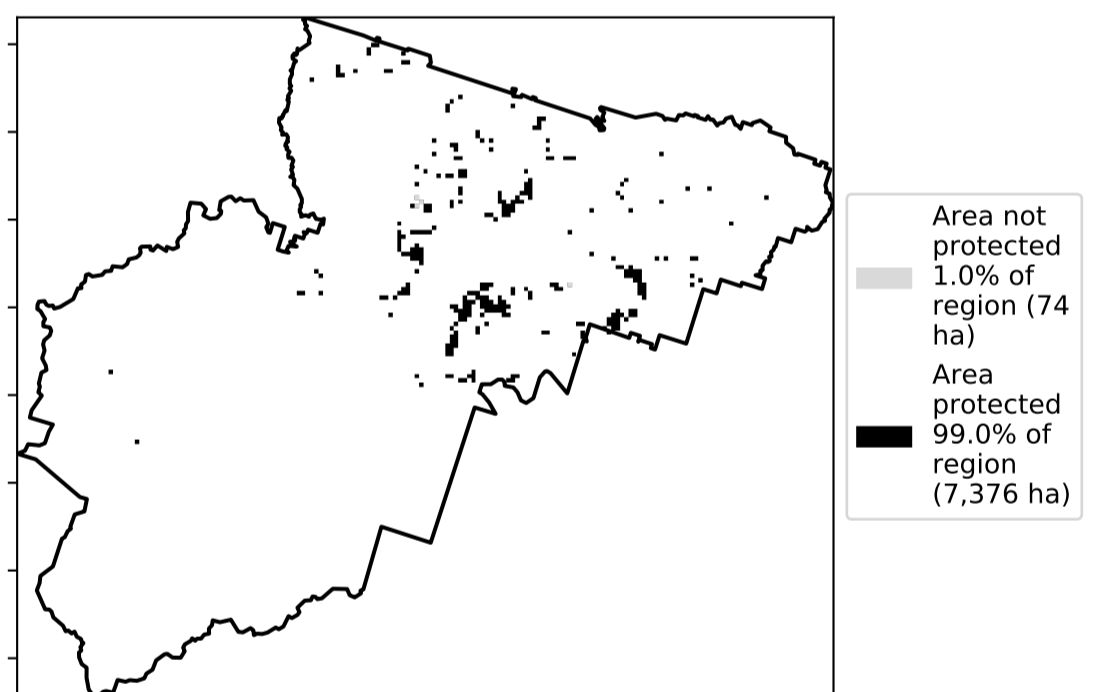 Area not
protected
1.0% of
region (74
ha)
Area
protected
99.0% of
region
(7,376 ha)